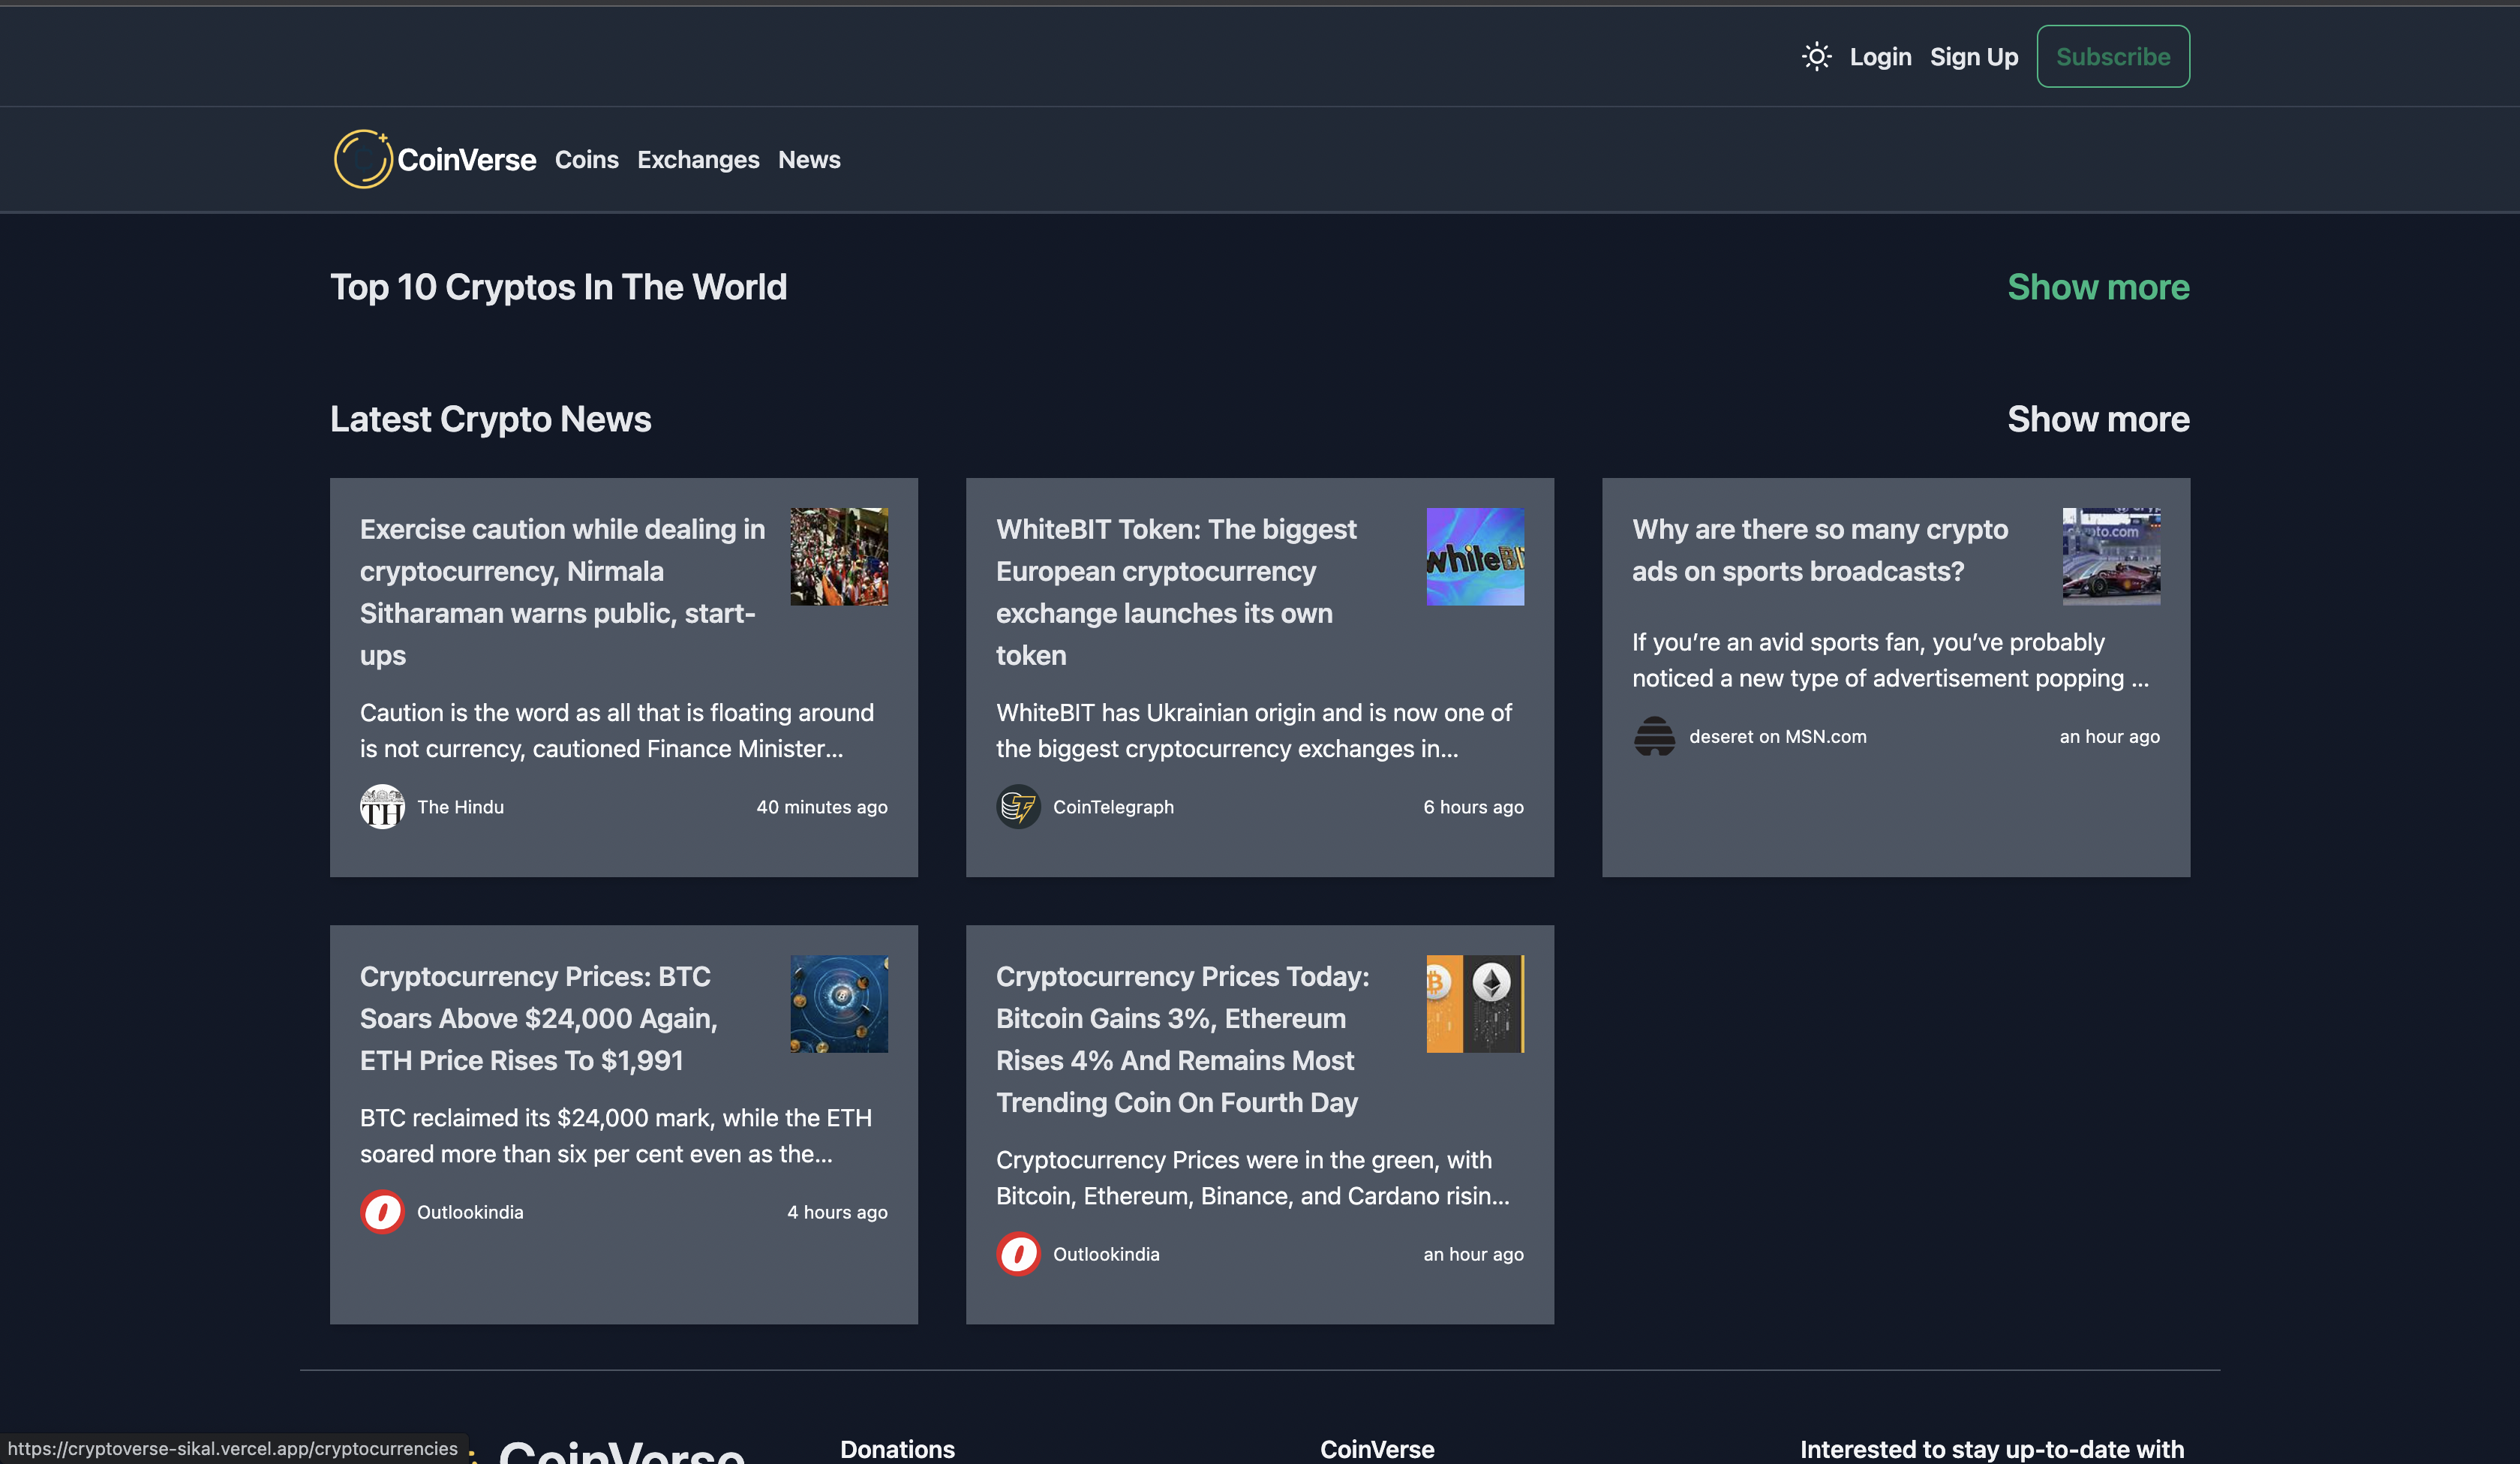 Login Sign Up Subscribe
CoinVerse Coins Exchanges News
Top 10 Cryptos In The World
Show more
Latest Crypto News
Show more
Exercise caution while dealing in
cryptocurrency, Nirmala
Sitharaman warns public, start-
ups
Caution is the word as all that is floating around
is not currency, cautioned Finance Minister...
TH
The Hindu
40 minutes ago
WhiteBIT Token: The biggest
European cryptocurrency
exchange launches its own
token
whiteBI
WhiteBIT has Ukrainian origin and is now one of
the biggest cryptocurrency exchanges in...
CoinTelegraph
6 hours ago
Why are there so many crypto
ads on sports broadcasts?
If you’re an avid sports fan, you’ve probably
noticed a new type of advertisement popping ...
deseret on MSN.com
an hour ago
Cryptocurrency Prices: BTC
Soars Above $24,000 Again,
ETH Price Rises To $1,991
BTC reclaimed its $24,000 mark, while the ETH
soared more than six per cent even as the...
Outlookindia
4 hours ago
Cryptocurrency Prices Today:
Bitcoin Gains 3%, Ethereum
Rises 4% And Remains Most
Trending Coin On Fourth Day
Cryptocurrency Prices were in the green, with
Bitcoin, Ethereum, Binance, and Cardano risin...
Outlookindia
an hour ago
https://cryptoverse-sikal.vercel.app/cryptocurrencies
CoinVerse
Donations
CoinVerse
Interested to stay up-to-date with